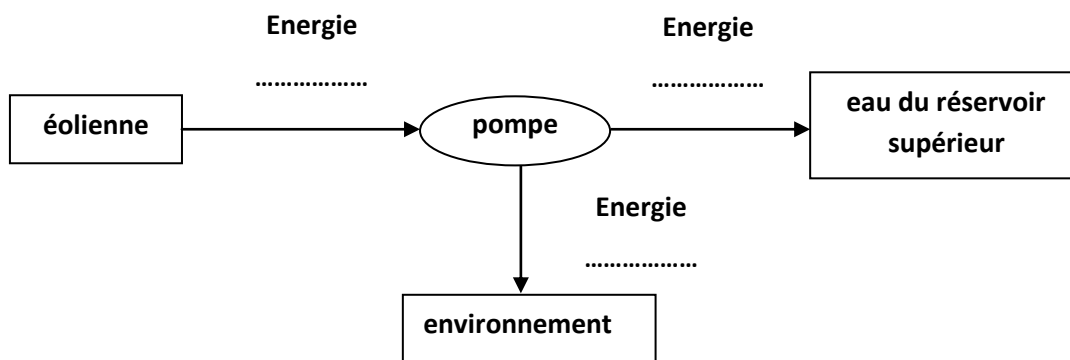 Energie
………………
Energie
…………………
éolienne
pompe
eau du réservoir
supérieur
Energie
………………
environnement